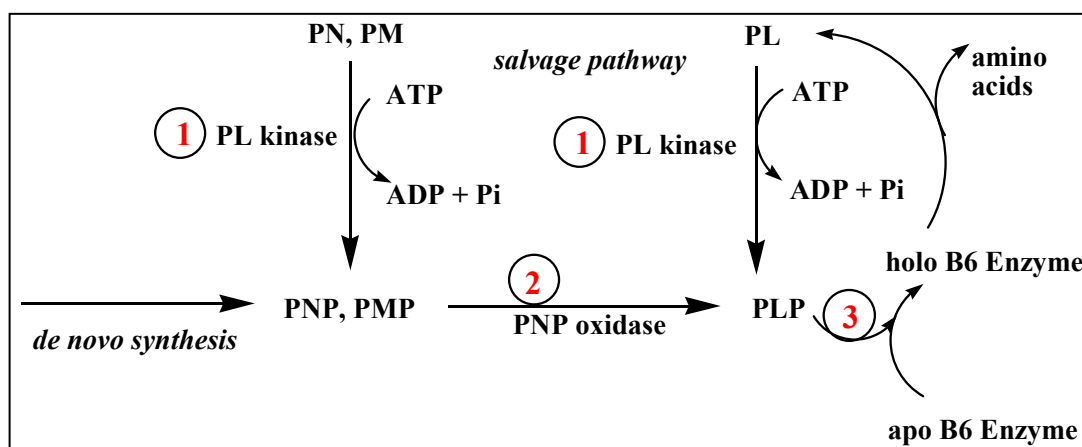 PN, PM
salvage pathway
PL
amino
acids
ATP
ATP
1
PL kinase
1
PL kinase
ADP + Pi
ADP + Pi
holo B6 Enzyme
2
PNP, PMP
PNP oxidase
PLP
3
de novo synthesis
apo B6 Enzyme